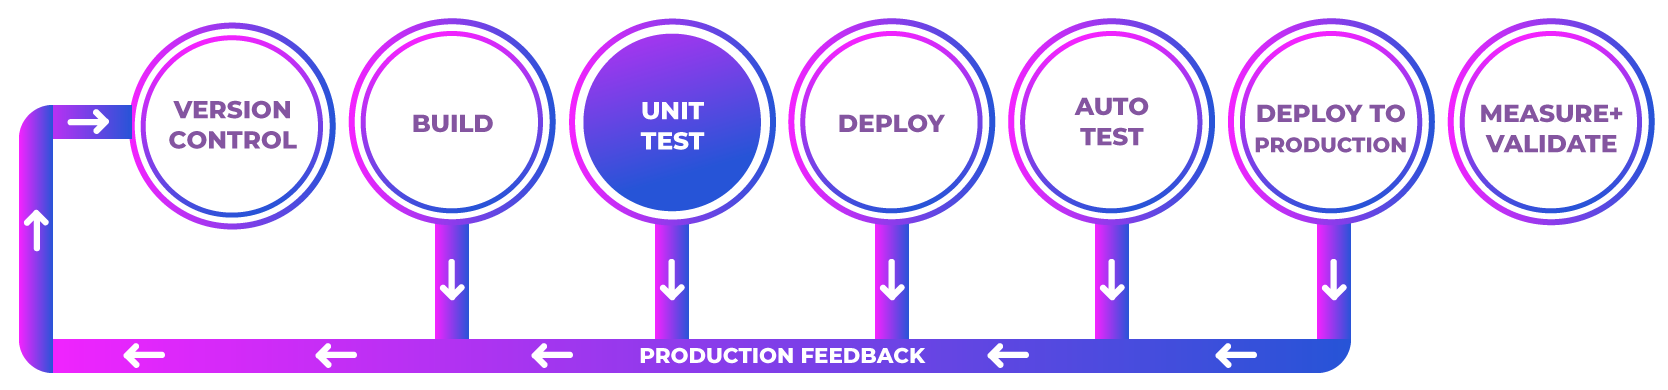 VERSION
CONTROL
BUILD
UNIT
TEST
DEPLOY
AUTO
TEST
DEPLOY TO
PRODUCTION
MEASURE+
VALIDATE
PRODUCTION FEEDBACK